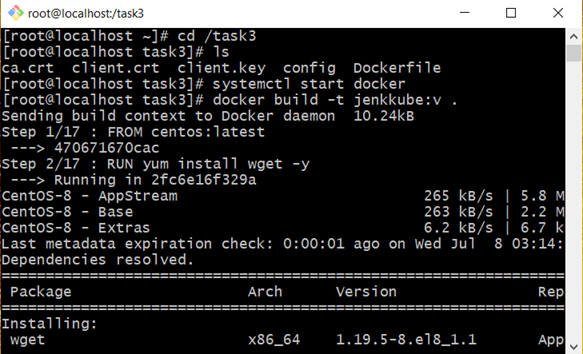 root@localhost:/task3
[root@localhost ~]# cd /task3
[root@localhost task3]# ls
ca.crt  client.crt  client.key  config  Dockerfile
[root@localhost task3]# systemctl start docker
[root@localhost task3]# docker build -t jenkkube:v .
Sending build context to Docker daemon  10.24kB
Step 1/17 : FROM centos:latest
 ---> 470671670cac
Step 2/17 : RUN yum install wget -y
 ---> Running in 2fc6e16f329a
CentOS-8 - AppStream                            265 kB/s | 5.8 M
CentOS-8 - Base                                 263 kB/s | 2.2 M
CentOS-8 - Extras                               6.2 kB/s | 6.7 k
Last metadata expiration check: 0:00:01 ago on Wed Jul  8 03:14:
Dependencies resolved.
================================================================
 Package             Arch       Version                 Rep
================================================================
Installing:
 wget                x86_64     1.19.5-8.el8_1.1        App